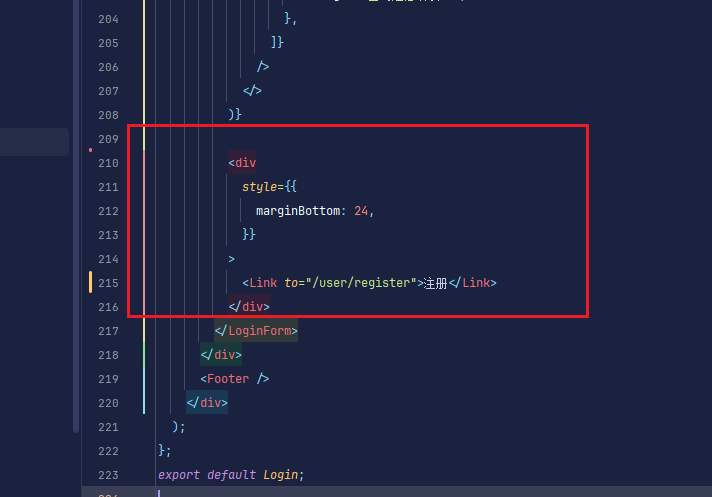 204 },
205 ]}
206 />
207 </>
208 )}
209
210 <div
211 style={{
212 marginBottom: 24,
213 }}
214 >
215 <Link to="/user/register">注册</Link>
216 </div>
217 </LoginForm>
218 </div>
219 <Footer />
220 </div>
221 );
222 };
223 export default Login;